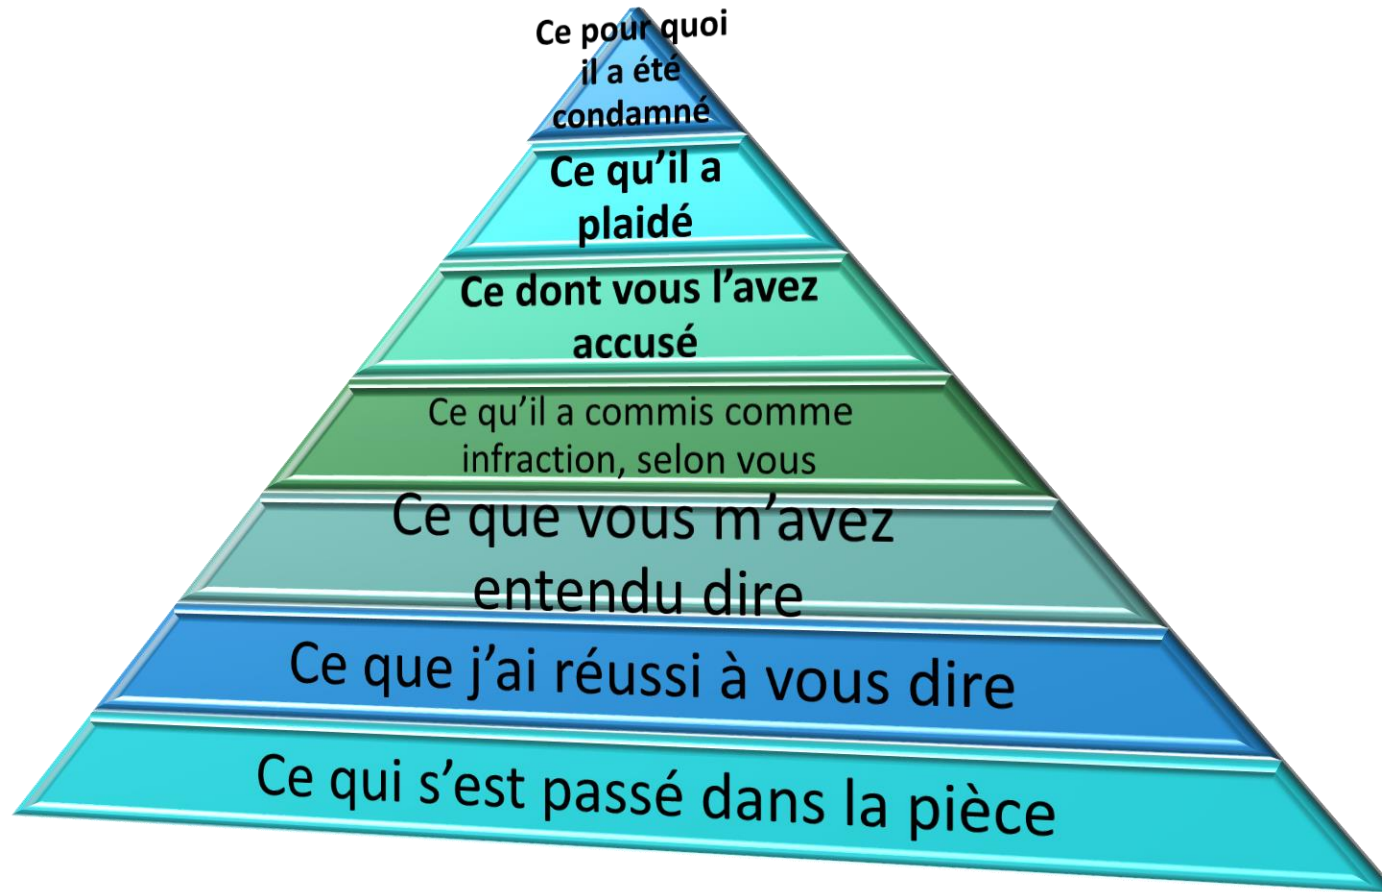 Ce pour quoi
il a été
condamné
Ce qu’il a
plaidé
Ce dont vous l’avez
accusé
Ce qu’il a commis comme
infraction, selon vous
Ce que vous m’avez
entendu dire
Ce que j’ai réussi à vous dire
Ce qui s’est passé dans la pièce